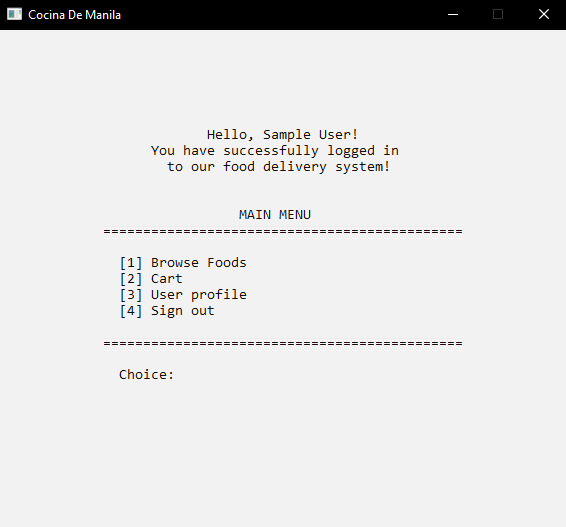 Cocina De Manila
Hello, Sample User!
You have successfully logged in
to our food delivery system!
MAIN MENU
=============================================
[1] Browse Foods
[2] Cart
[3] User profile
[4] Sign out
=============================================
Choice: